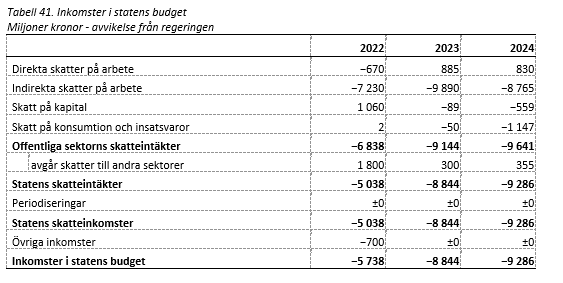 Tabell 41. Inkomster i statens budget
Miljoner kronor - avvikelse från regeringen
2022 2023 2024
Direkta skatter på arbete −670 885 830
Indirekta skatter på arbete −7 230 −9 890 −8 765
Skatt på kapital 1 060 −89 −559
Skatt på konsumtion och insatsvaror 2 −50 −1 147
Offentliga sektorns skatteintäkter −6 838 −9 144 −9 641
avgår skatter till andra sektorer 1 800 300 355
Statens skatteintäkter −5 038 −8 844 −9 286
Periodiseringar ±0 ±0 ±0
Statens skatteinkomster −5 038 −8 844 −9 286
Övriga inkomster −700 ±0 ±0
Inkomster i statens budget −5 738 −8 844 −9 286